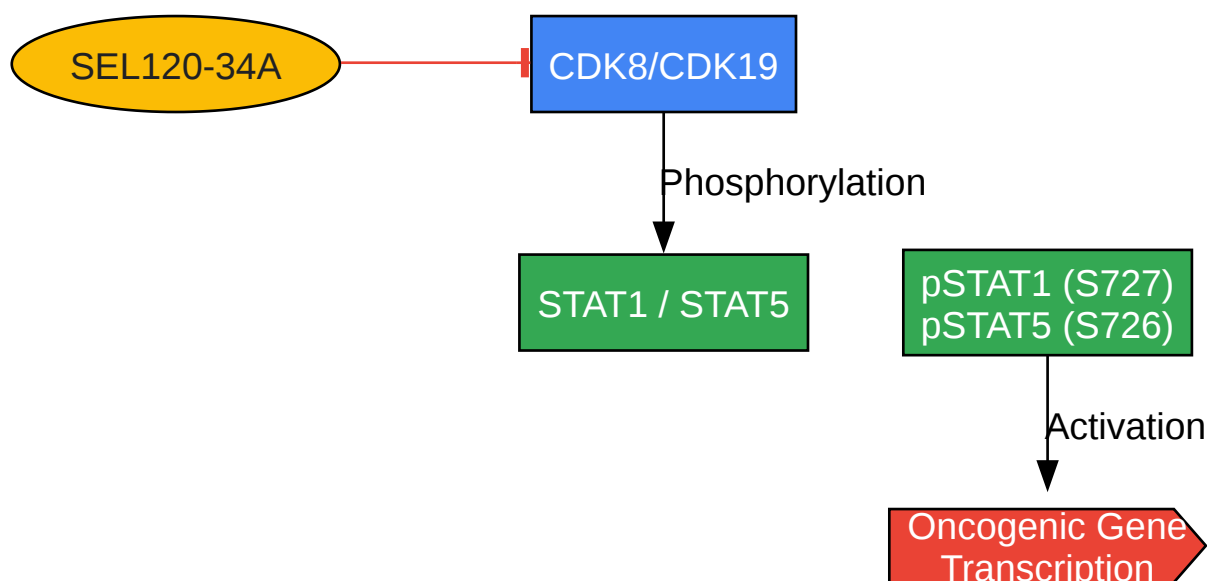 SEL120-34A
CDK8/CDK19
Phosphorylation
STAT1 / STAT5
pSTAT1 (S727)
pSTAT5 (S726)
Activation
Oncogenic Gene
Transcription